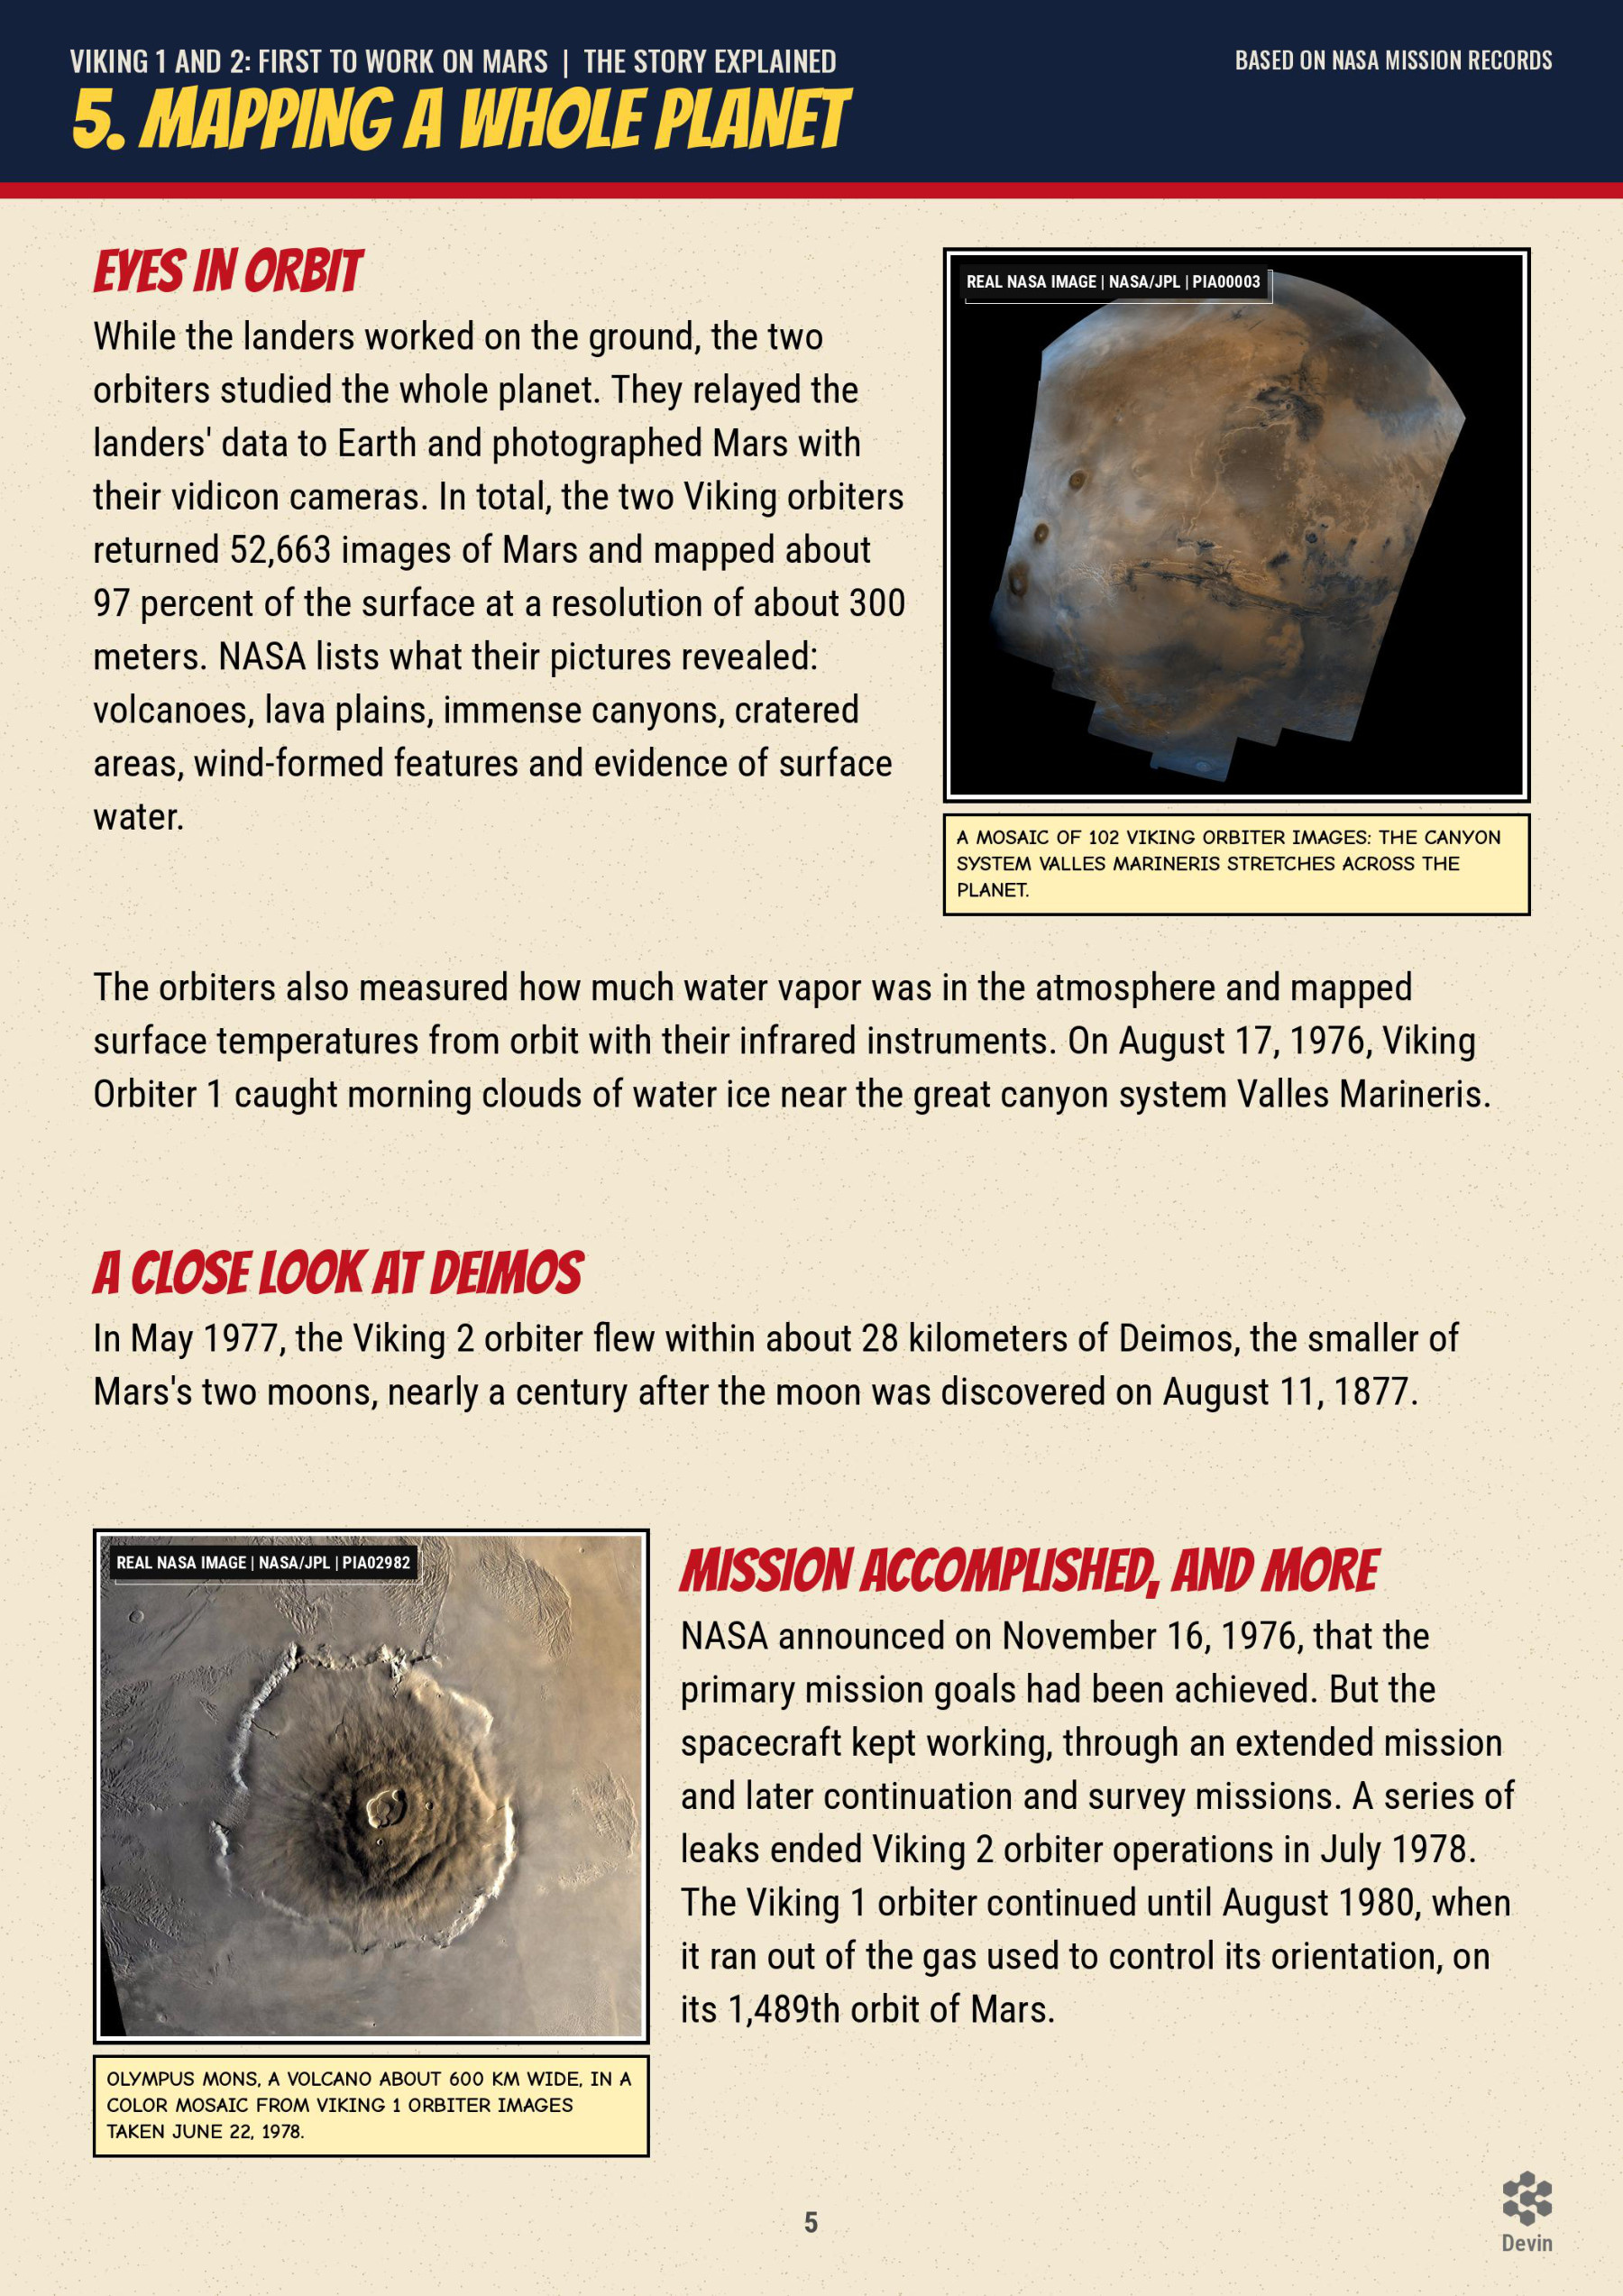 VIKING 1 AND 2: FIRST TO WORK ON MARS | THE STORY EXPLAINED
BASED ON NASA MISSION RECORDS
5. MAPPING A WHOLE PLANET
EYES IN ORBIT
While the landers worked on the ground, the two
orbiters studied the whole planet. They relayed the
landers' data to Earth and photographed Mars with
their vidicon cameras. In total, the two Viking orbiters
returned 52,663 images of Mars and mapped about
97 percent of the surface at a resolution of about 300
meters. NASA lists what their pictures revealed:
volcanoes, lava plains, immense canyons, cratered
areas, wind-formed features and evidence of surface
water.
REAL NASA IMAGE | NASA/JPL | PIA00003
A MOSAIC OF 102 VIKING ORBITER IMAGES: THE CANYON
SYSTEM VALLES MARINERIS STRETCHES ACROSS THE
PLANET.
The orbiters also measured how much water vapor was in the atmosphere and mapped
surface temperatures from orbit with their infrared instruments. On August 17, 1976, Viking
Orbiter 1 caught morning clouds of water ice near the great canyon system Valles Marineris.
A CLOSE LOOK AT DEIMOS
In May 1977, the Viking 2 orbiter flew within about 28 kilometers of Deimos, the smaller of
Mars's two moons, nearly a century after the moon was discovered on August 11, 1877.
REAL NASA IMAGE | NASA/JPL | PIA02982
OLYMPUS MONS, A VOLCANO ABOUT 600 KM WIDE, IN A
COLOR MOSAIC FROM VIKING 1 ORBITER IMAGES
TAKEN JUNE 22, 1978.
MISSION ACCOMPLISHED, AND MORE
NASA announced on November 16, 1976, that the
primary mission goals had been achieved. But the
spacecraft kept working, through an extended mission
and later continuation and survey missions. A series of
leaks ended Viking 2 orbiter operations in July 1978.
The Viking 1 orbiter continued until August 1980, when
it ran out of the gas used to control its orientation, on
its 1,489th orbit of Mars.
5
Devin